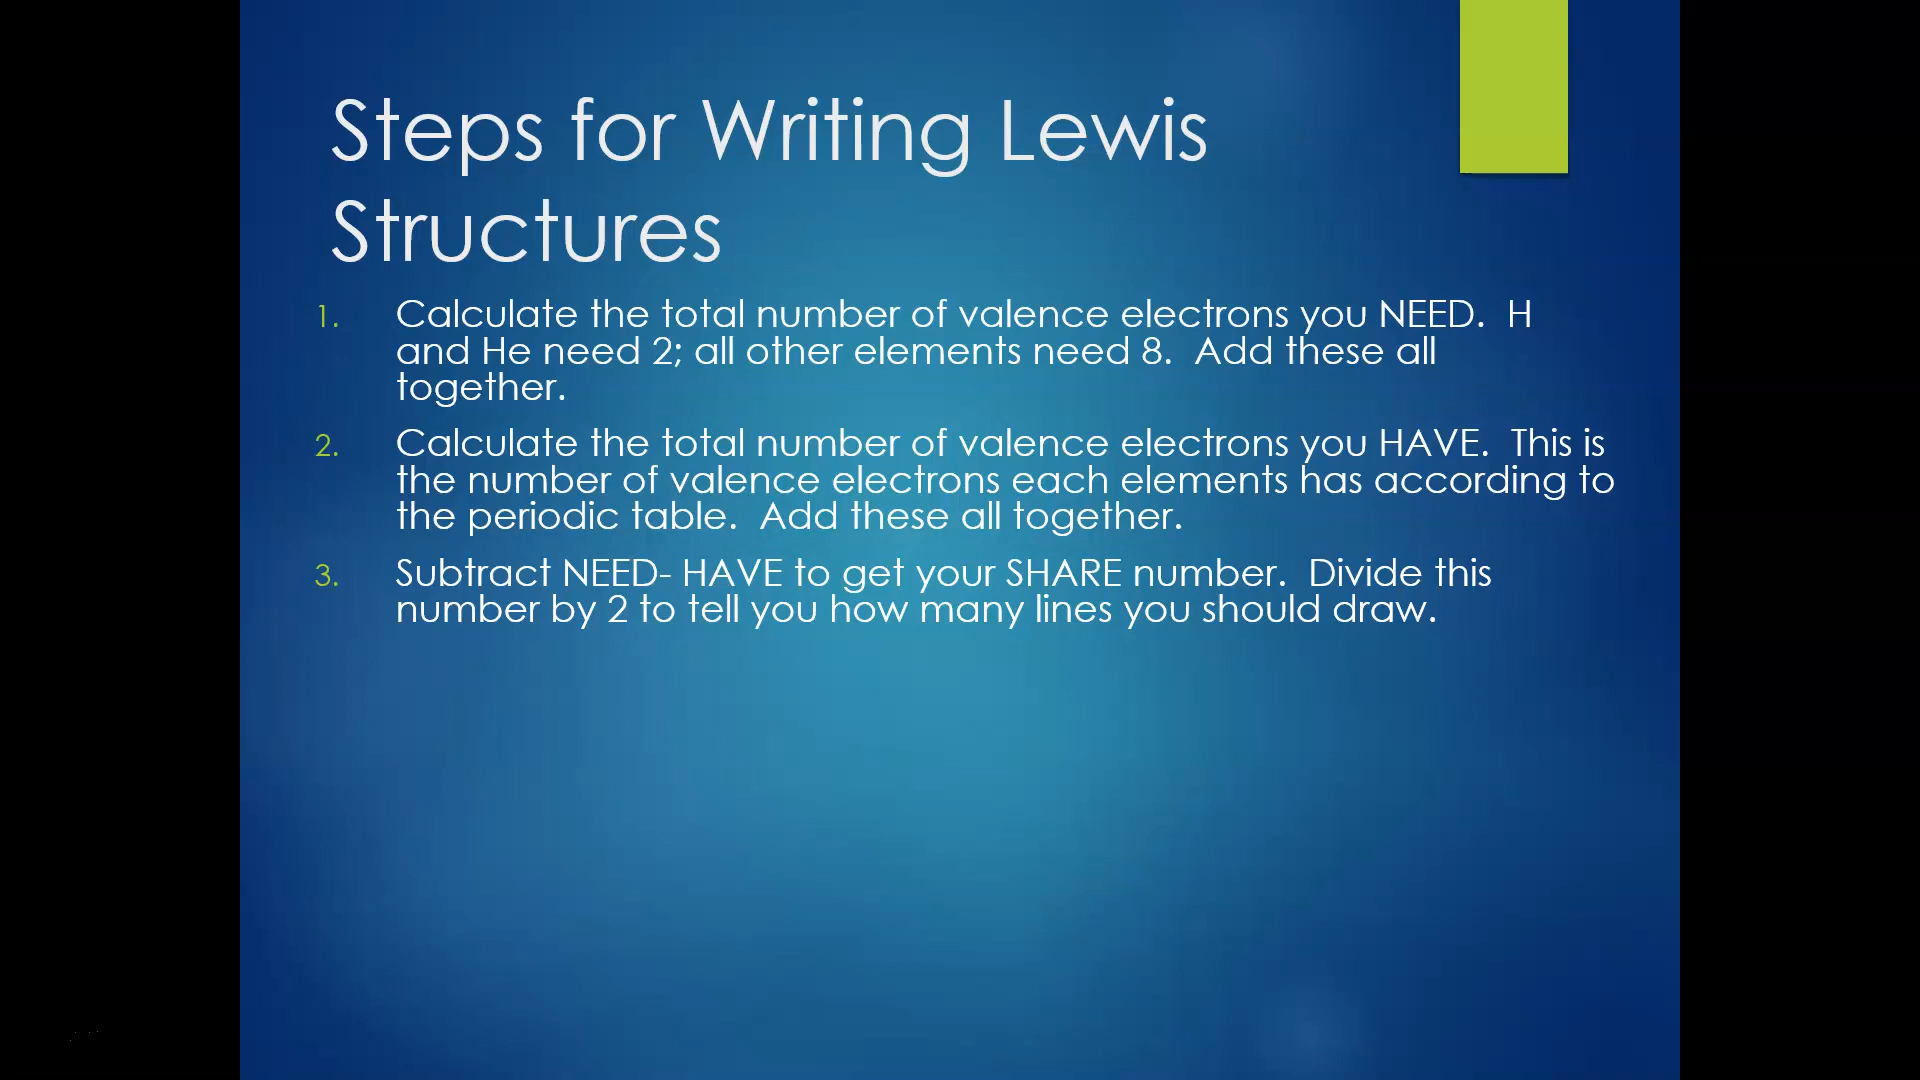 Steps for Writing Lewis
Structures
1. Calculate the total number of valence electrons you NEED.  H
and He need 2; all other elements need 8.  Add these all
together.
2. Calculate the total number of valence electrons you HAVE.  This is
the number of valence electrons each elements has according to
the periodic table.  Add these all together.
3. Subtract NEED- HAVE to get your SHARE number.  Divide this
number by 2 to tell you how many lines you should draw.